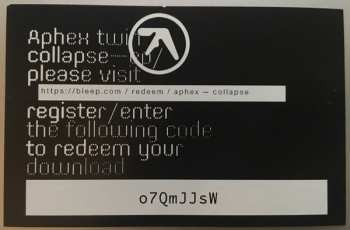 Aphex twin
collapse ep/
please visit
https://bleep.com / redeem / aphex – collapse
register/enter
the following code
to redeem your
download
o7QmJJsW